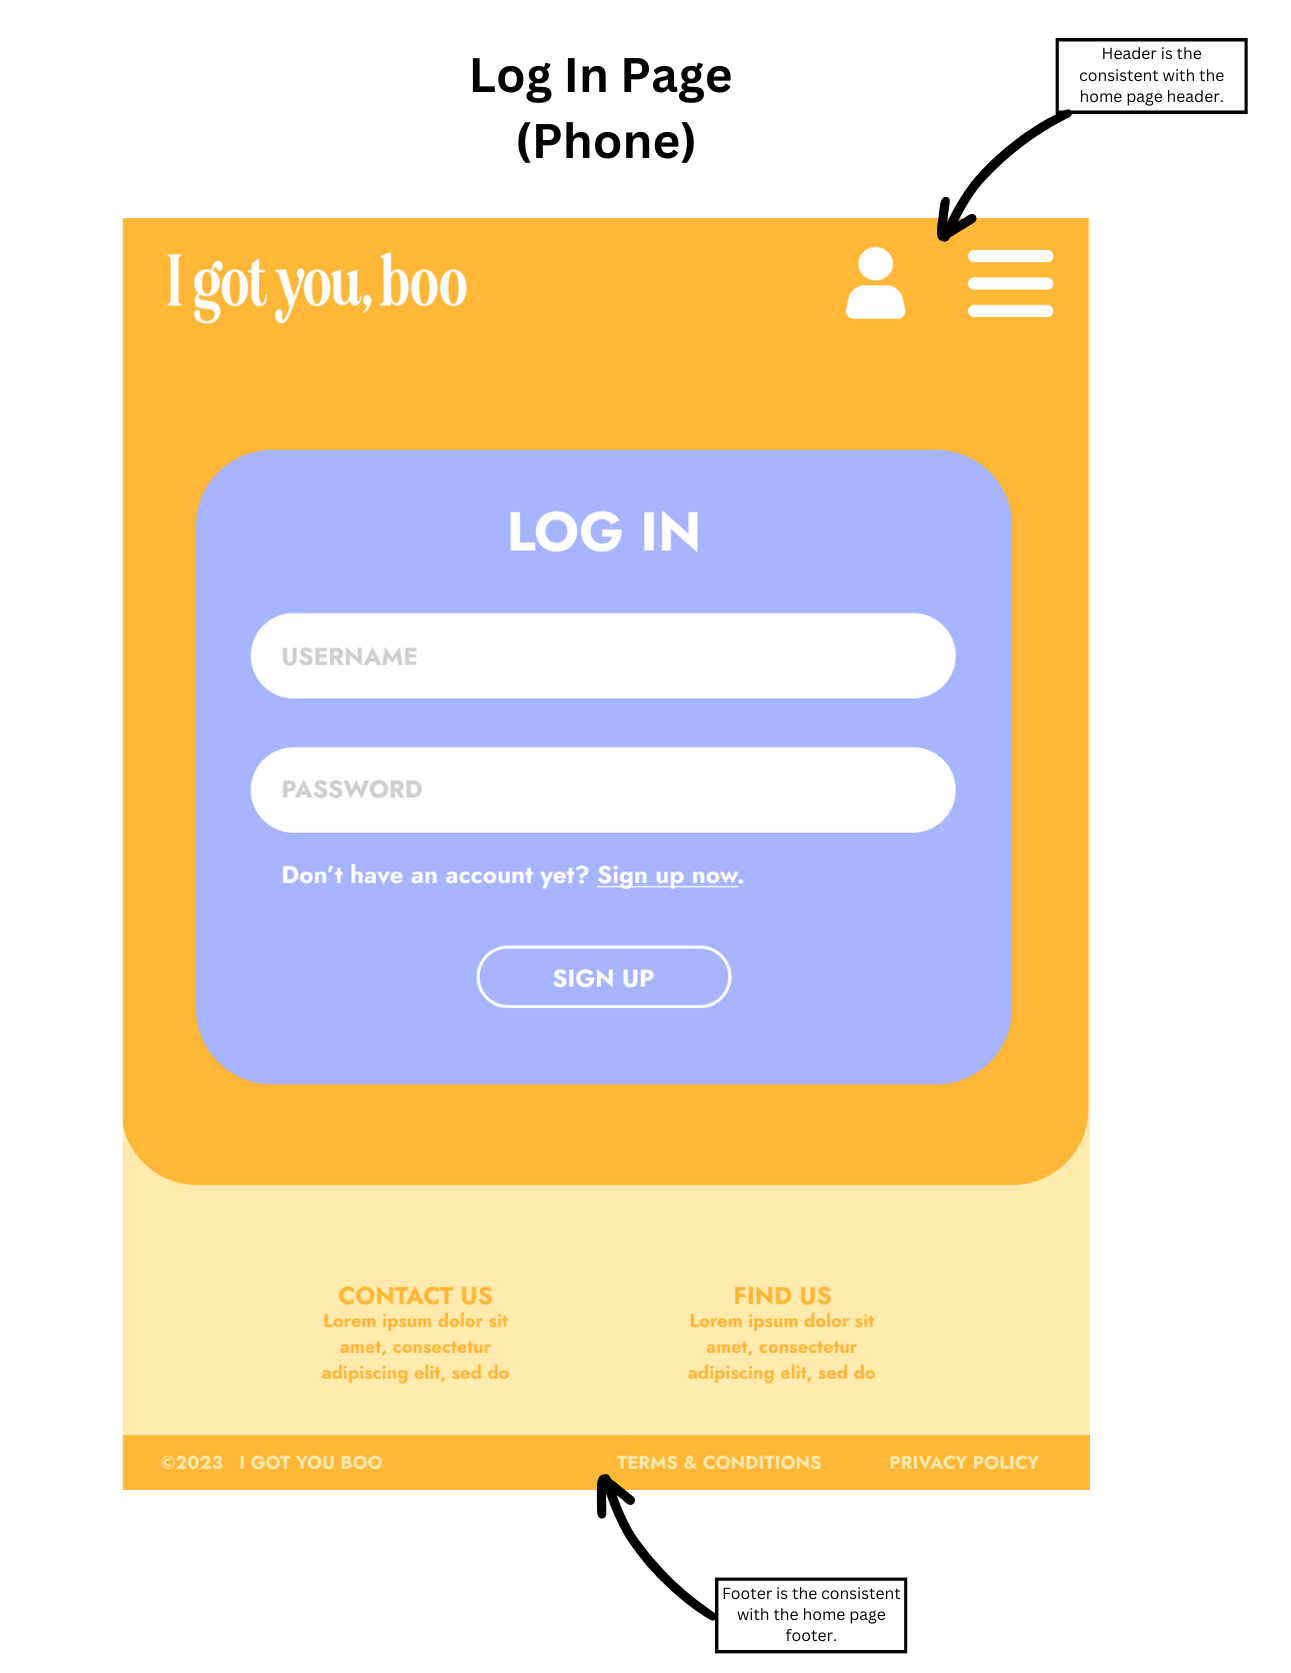 Log In Page
(Phone)
Header is the
consistent with the
home page header.
I got you, boo
LOG IN
USERNAME
PASSWORD
Don't have an account yet? Sign up now.
SIGN UP
CONTACT US
Lorem ipsum dolor sit
amet, consectetur
adipiscing elit, sed do
FIND US
Lorem ipsum dolor sit
amet, consectetur
adipiscing elit, sed do
©2023 I GOT YOU BOO
TERMS & CONDITIONS
PRIVACY POLICY
Footer is the consistent
with the home page
footer.